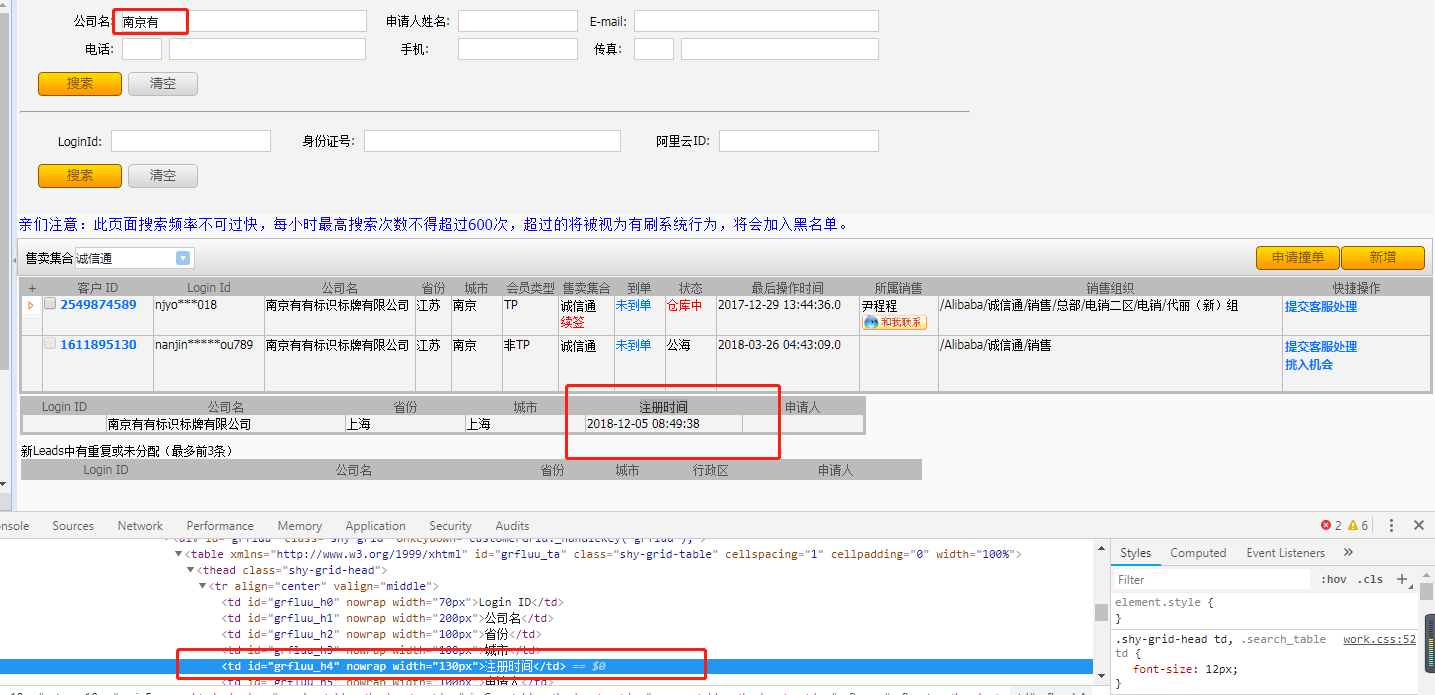 公司名: 南京有 申请人姓名: E-mail:
电话: 手机: 传真:
搜索 清空
LoginId: 身份证号: 阿里云ID:
搜索 清空
亲们注意：此页面搜索频率不可过快，每小时最高搜索次数不得超过600次，超过的将被视为有刷系统行为，将会加入黑名单。
售卖集合 诚信通 申请撞单 新增
+ 客户 ID Login Id 公司名 省份 城市 会员类型 售卖集合 到单 状态 最后操作时间 所属销售 销售组织 快捷操作
2549874589 njyo***018 南京有有标识标牌有限公司 江苏 南京 TP 诚信通 未到单 仓库中 2017-12-29 13:44:36.0 尹程程 /Alibaba/诚信通/销售/总部/电销二区/电销/代丽（新）组 提交客服处理
续签 和我联系
1611895130 nanjin*****ou789 南京有有标识标牌有限公司 江苏 南京 非TP 诚信通 未到单 公海 2018-03-26 04:43:09.0 /Alibaba/诚信通/销售 提交客服处理
挑入机会
Login ID 公司名 省份 城市 注册时间 申请人
南京有有标识标牌有限公司 上海 上海 2018-12-05 08:49:38
新Leads中有重复或未分配（最多前3条）
Login ID 公司名 省份 城市 行政区 申请人
onsole Sources Network Performance Memory Application Security Audits 2 6
Styles Computed Event Listeners »
<table xmlns="http://www.w3.org/1999/xhtml" id="grfluu_ta" class="shy-grid-table" cellspacing="1" cellpadding="0" width="100%">
<thead class="shy-grid-head">
<tr align="center" valign="middle">
<td id="grfluu_h0" nowrap width="70px">Login ID</td>
<td id="grfluu_h1" nowrap width="200px">公司名</td>
<td id="grfluu_h2" nowrap width="100px">省份</td>
<td id="grfluu_h3" nowrap width="100px">城市</td>
<td id="grfluu_h4" nowrap width="130px">注册时间</td> == $0
Filter :hov .cls +
element.style {
}
.shy-grid-head td, .search_table work.css:52
td {
font-size: 12px;
}